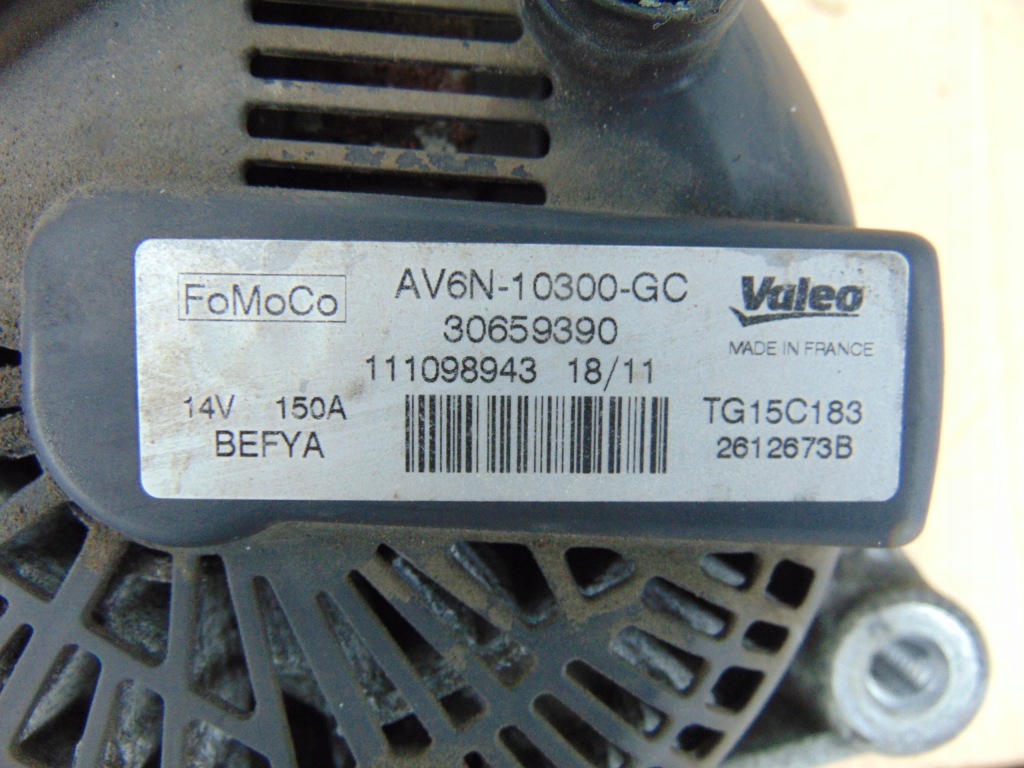 FoMoCo
AV6N-10300-GC
30659390
111098943 18/11
14V 150A
BEFYA
Valeo
MADE IN FRANCE
TG15C183
2612673B